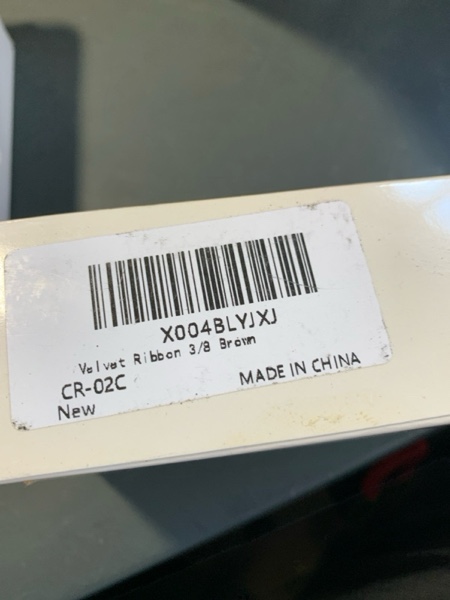 X004BLYJXJ
Velvet Ribbon 3/8 Brown
CR-02C
MADE IN CHINA
New